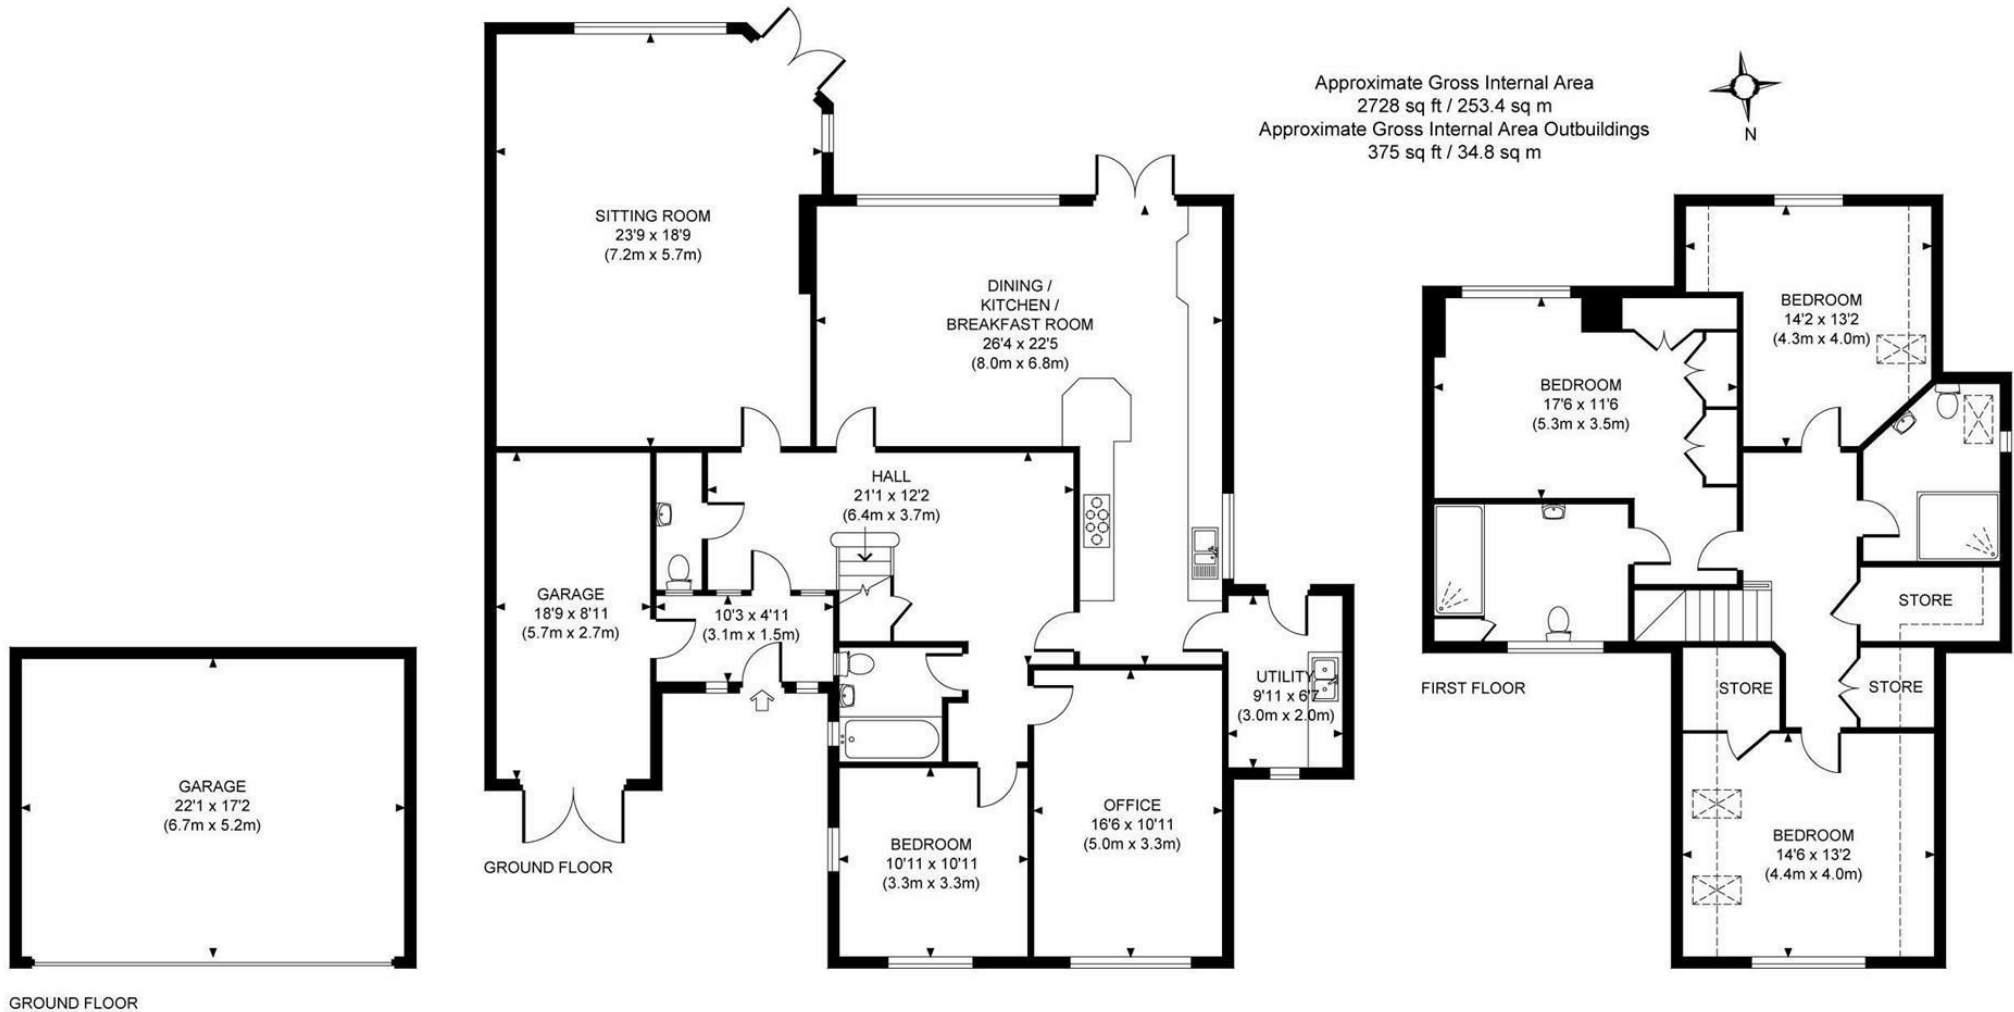 Approximate Gross Internal Area
2728 sq ft / 253.4 sq m
Approximate Gross Internal Area Outbuildings
375 sq ft / 34.8 sq m
N
SITTING ROOM
23'9 x 18'9
(7.2m x 5.7m)
DINING /
KITCHEN /
BREAKFAST ROOM
26'4 x 22'5
(8.0m x 6.8m)
HALL
21'1 x 12'2
(6.4m x 3.7m)
GARAGE
18'9 x 8'11
(5.7m x 2.7m)
10'3 x 4'11
(3.1m x 1.5m)
UTILITY
9'11 x 6'7
(3.0m x 2.0m)
OFFICE
16'6 x 10'11
(5.0m x 3.3m)
BEDROOM
10'11 x 10'11
(3.3m x 3.3m)
GROUND FLOOR
GARAGE
22'1 x 17'2
(6.7m x 5.2m)
GROUND FLOOR
BEDROOM
14'2 x 13'2
(4.3m x 4.0m)
BEDROOM
17'6 x 11'6
(5.3m x 3.5m)
STORE
STORE
STORE
FIRST FLOOR
BEDROOM
14'6 x 13'2
(4.4m x 4.0m)